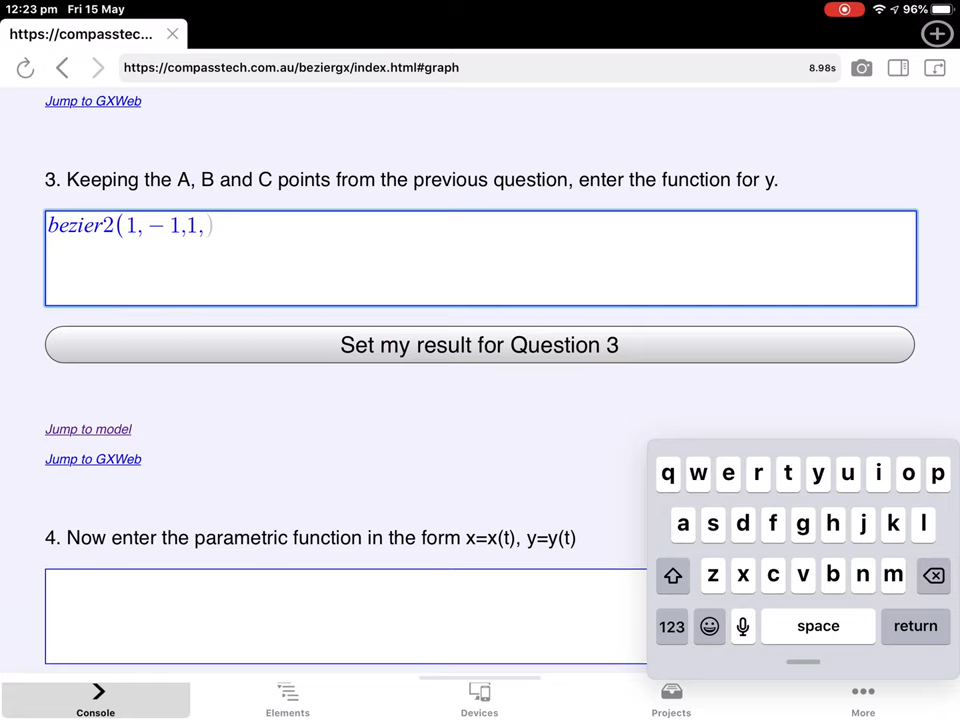 12:23 pm Fri 15 May 96%
https://compasstec...
https://compasstech.com.au/beziergx/index.html#graph 8.98s
Jump to GXWeb
3. Keeping the A, B and C points from the previous question, enter the function for y.
bezier2(1, − 1,1, )
Set my result for Question 3
Jump to model
Jump to GXWeb
4. Now enter the parametric function in the form x=x(t), y=y(t)
q w e r t y u i o p
a s d f g h j k l
z x c v b n m
123 space return
Console Elements Devices Projects More